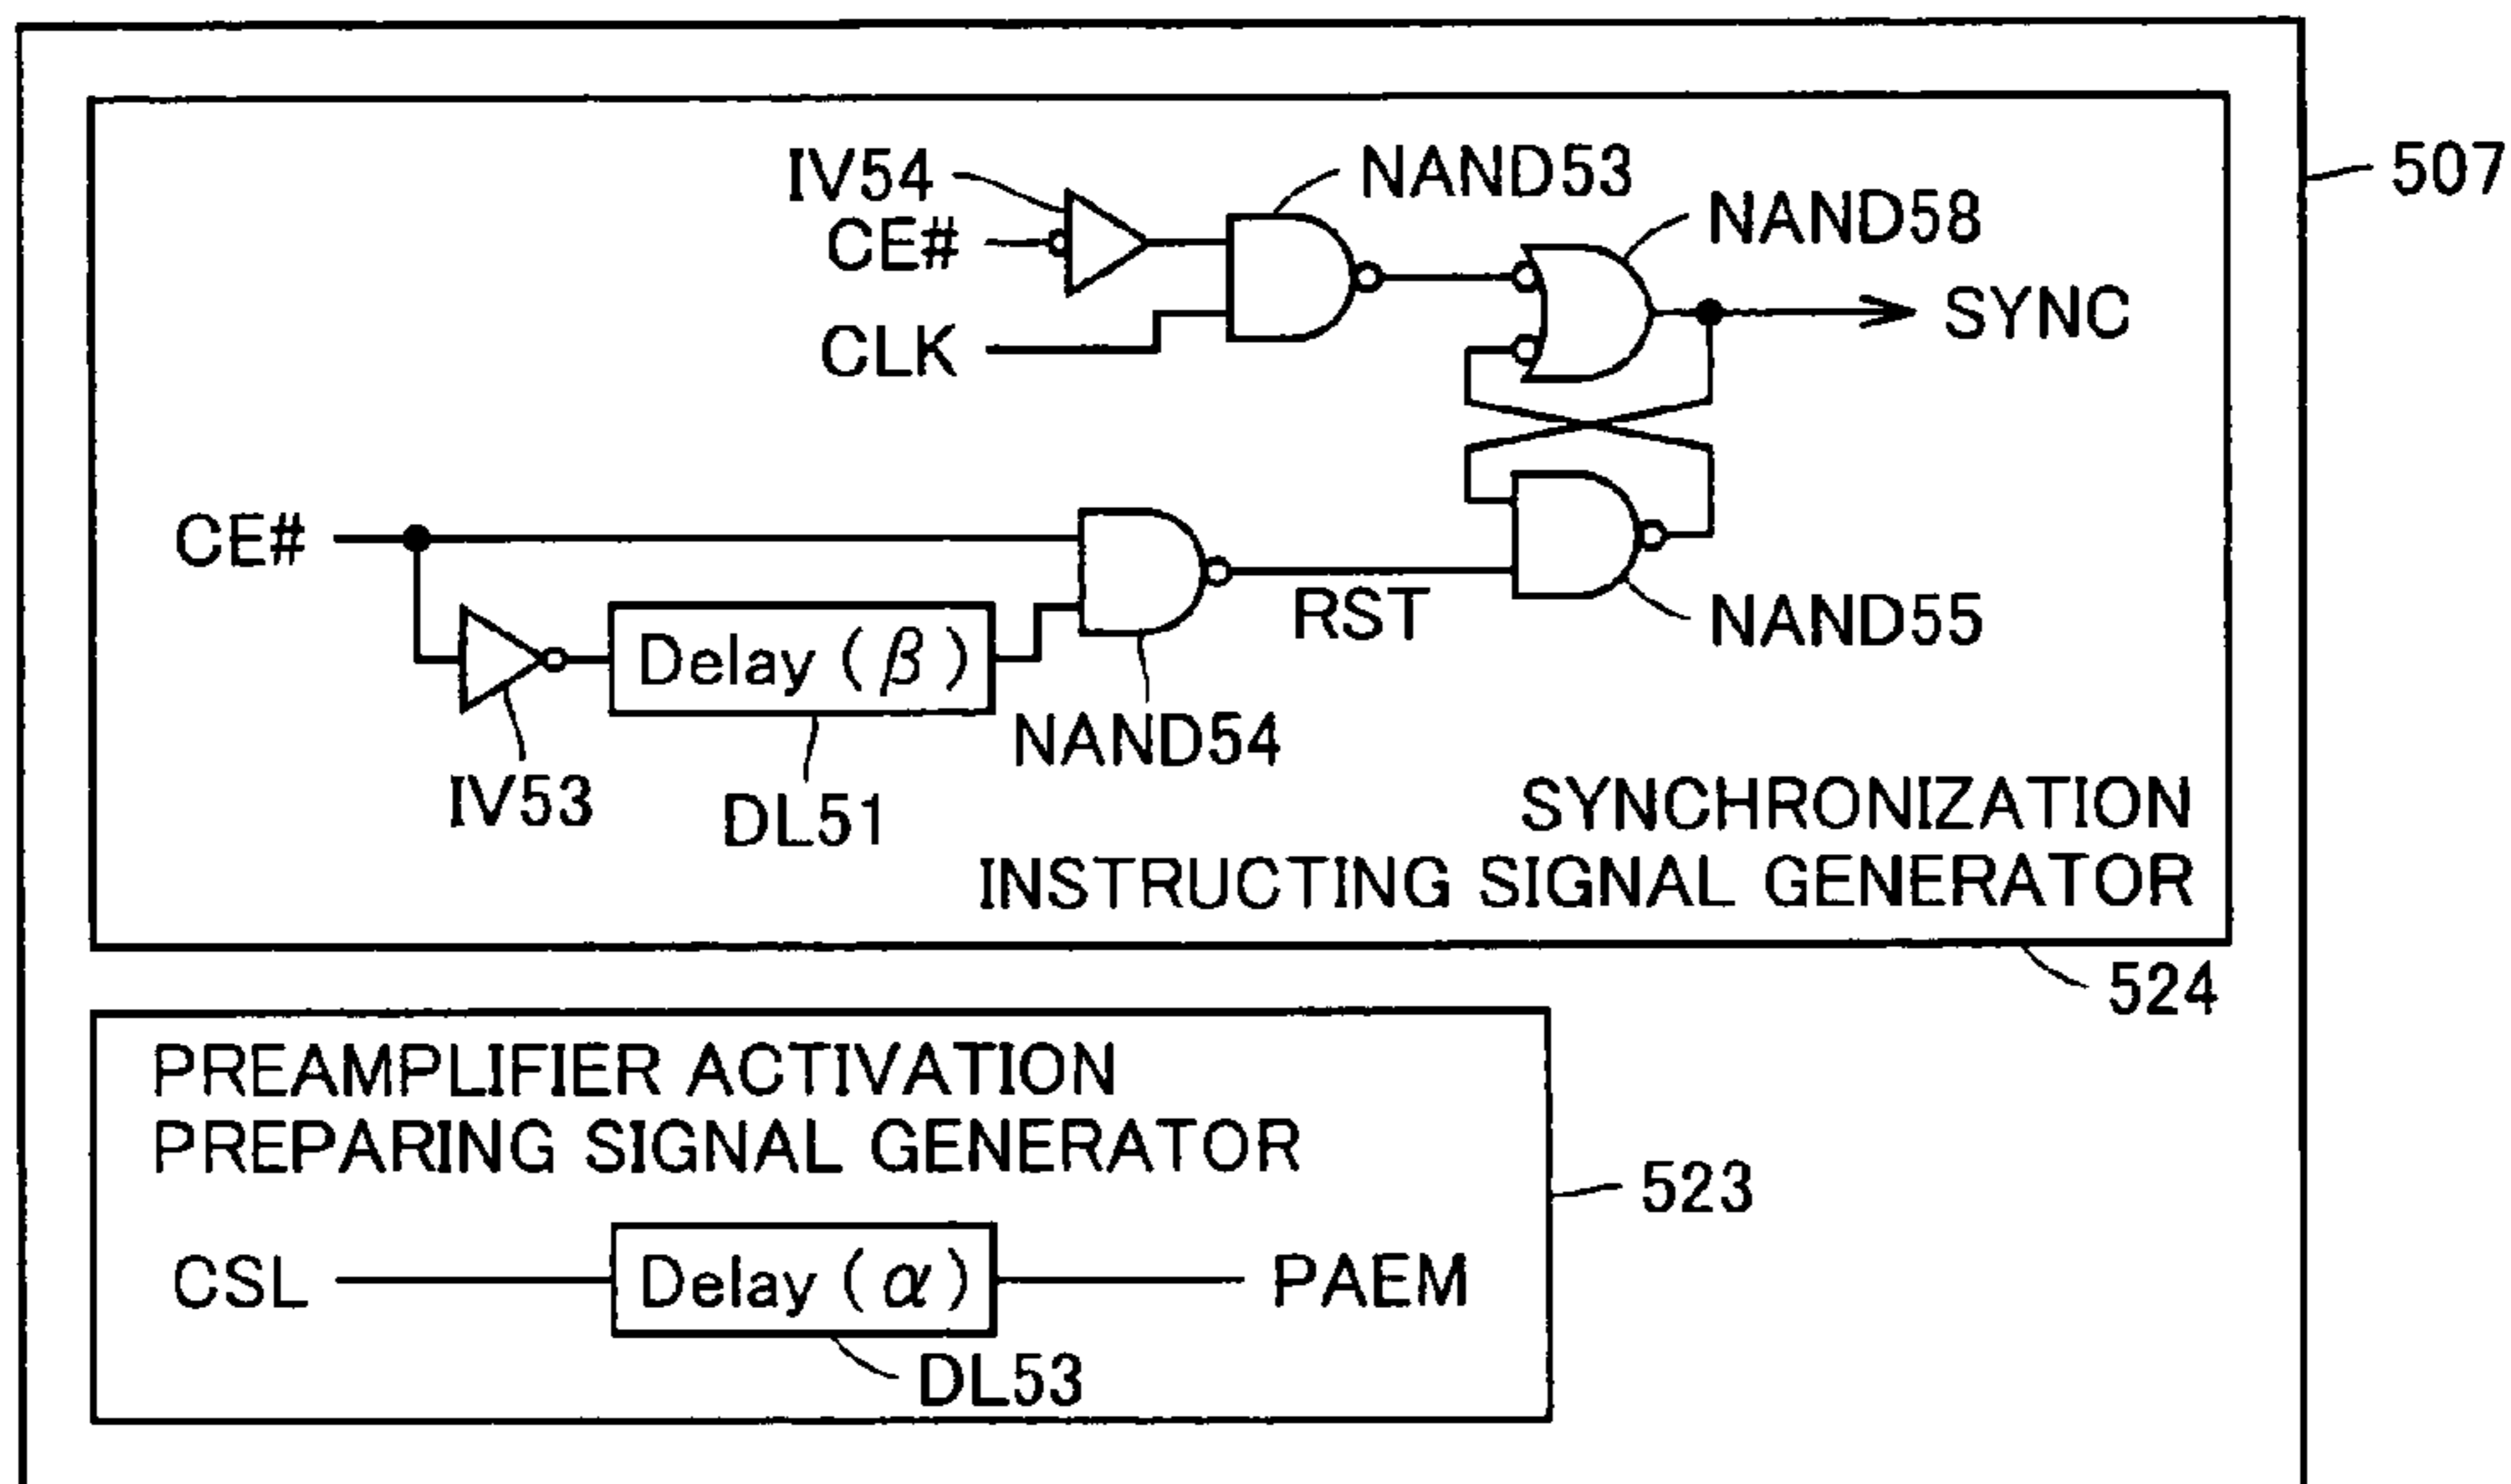 IV54
NAND53
507
NAND58
CE#
SYNC
CLK
CE#
RST
Delay (β)
NAND55
NAND54
IV53
DL51
SYNCHRONIZATION
INSTRUCTING SIGNAL GENERATOR
524
PREAMPLIFIER ACTIVATION
PREPARING SIGNAL GENERATOR
523
CSL
Delay (α)
PAEM
DL53